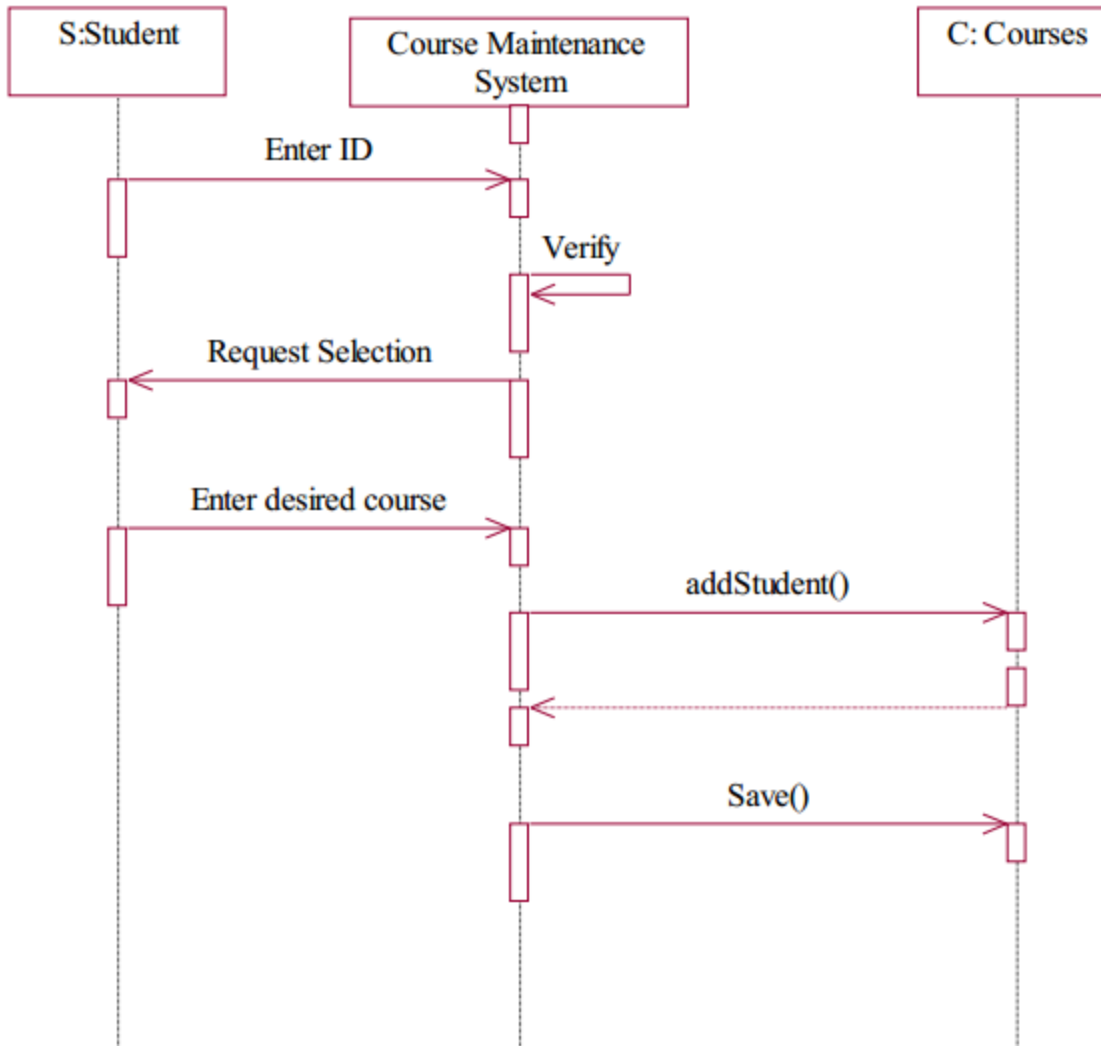 S:Student
Course Maintenance
System
C: Courses
Enter ID
Verify
Request Selection
Enter desired course
addStudent()
Save()